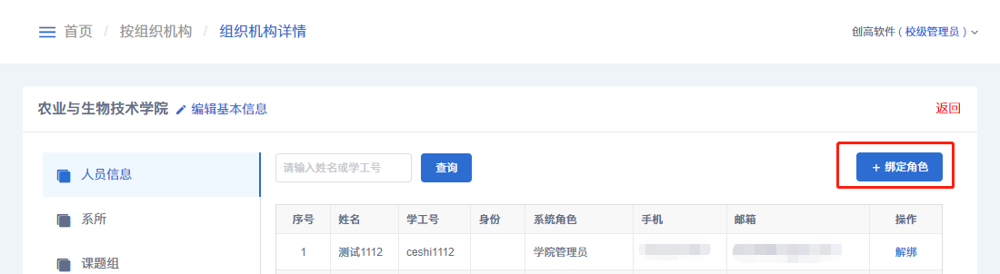 首页 / 按组织机构 / 组织机构详情
创高软件 ( 校级管理员 )
农业与生物技术学院 编辑基本信息
返回
人员信息
系所
课题组
请输入姓名或学工号 查询
+ 绑定角色
序号 姓名 学工号 身份 系统角色 手机 邮箱 操作
1 测试1112 ceshi1112 学院管理员 解绑